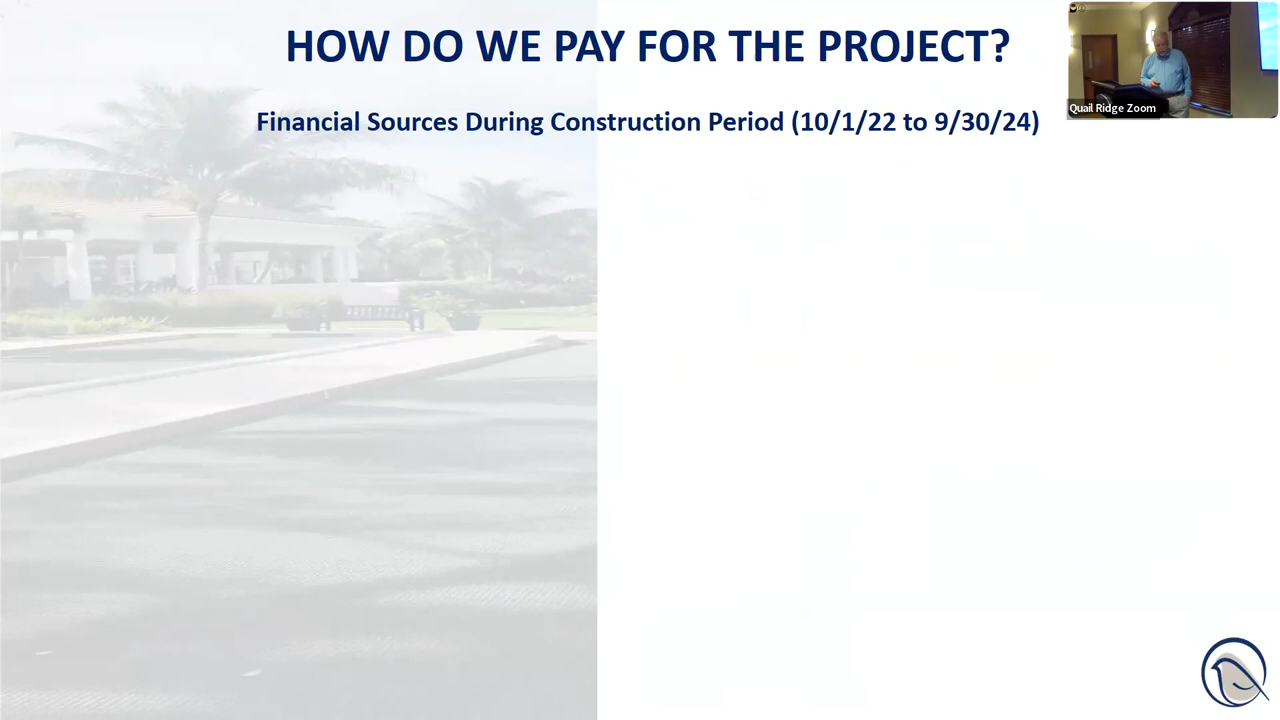 HOW DO WE PAY FOR THE PROJECT?
Financial Sources During Construction Period (10/1/22 to 9/30/24)
Quail Ridge Zoom